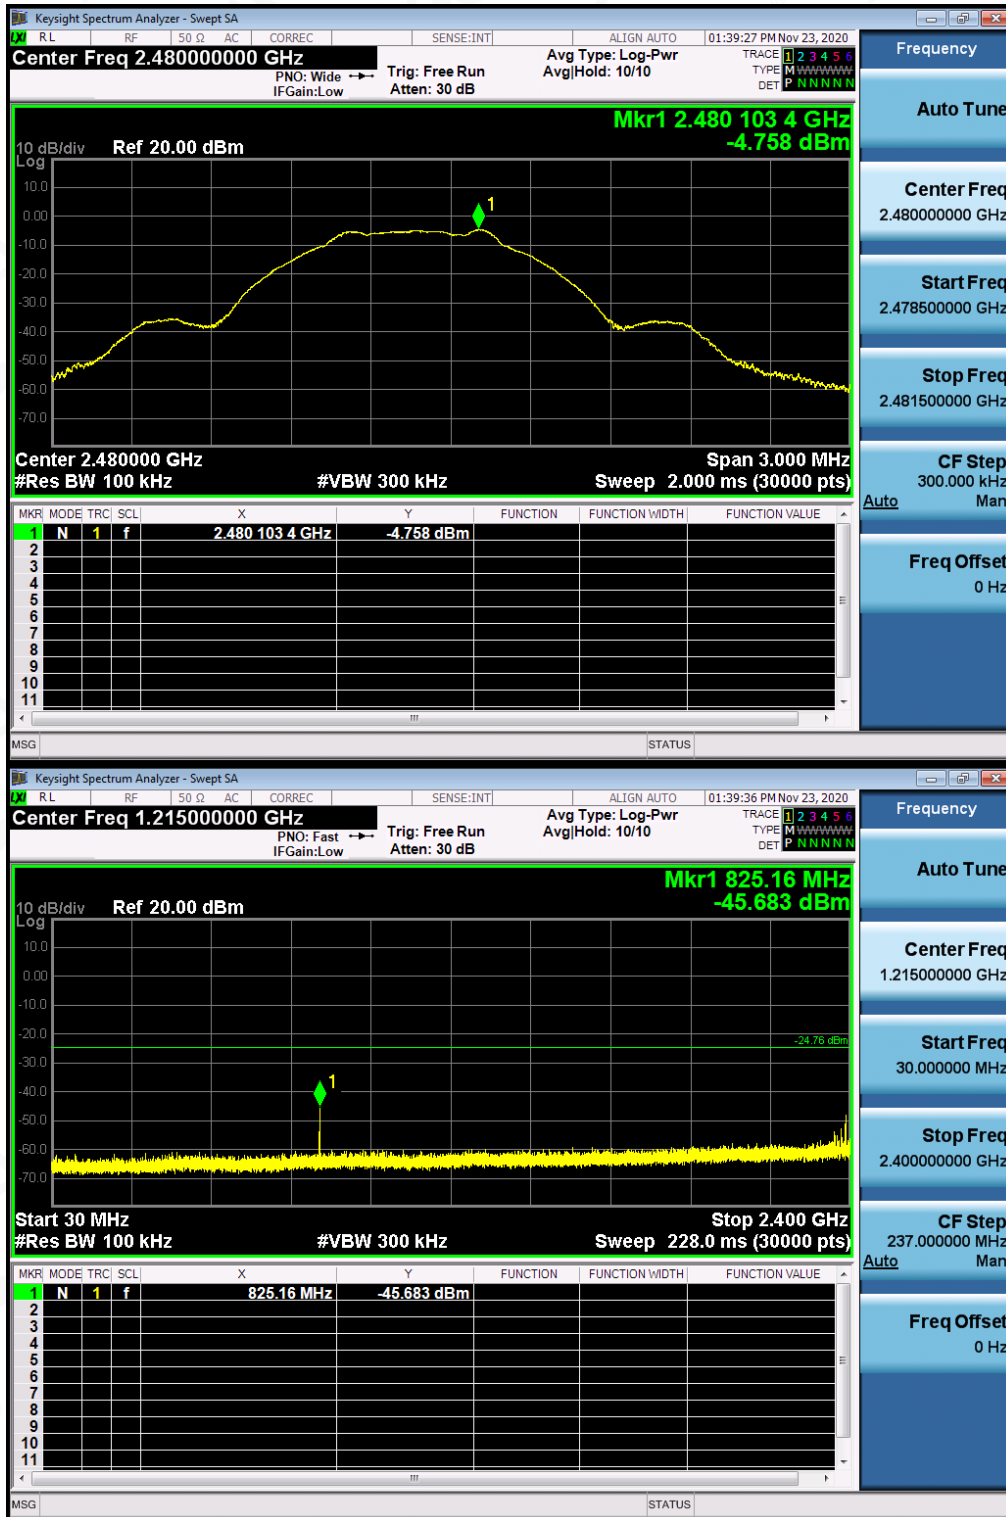 Keysight Spectrum Analyzer - Swept SA
LXI RL RF 50 Ω AC CORREC SENSE:INT ALIGN AUTO 01:39:27 PM Nov 23, 2020
Center Freq 2.480000000 GHz
PNO: Wide
IFGain:Low
Trig: Free Run
Atten: 30 dB
Avg Type: Log-Pwr
Avg|Hold: 10/10
TRACE 1 2 3 4 5 6
TYPE M W W W W W
DET P N N N N N
Mkr1 2.480 103 4 GHz
-4.758 dBm
10 dB/div Ref 20.00 dBm
Log
10.0
0.00
-10.0
-20.0
-30.0
-40.0
-50.0
-60.0
-70.0
1
Center 2.480000 GHz Span 3.000 MHz
#Res BW 100 kHz #VBW 300 kHz Sweep 2.000 ms (30000 pts)
MKR MODE TRC SCL X Y FUNCTION FUNCTION WIDTH FUNCTION VALUE
1 N 1 f 2.480 103 4 GHz -4.758 dBm
2
3
4
5
6
7
8
9
10
11
MSG STATUS
Frequency
Auto Tune
Center Freq
2.480000000 GHz
Start Freq
2.478500000 GHz
Stop Freq
2.481500000 GHz
CF Step
300.000 kHz
Auto Man
Freq Offset
0 Hz
Keysight Spectrum Analyzer - Swept SA
LXI RL RF 50 Ω AC CORREC SENSE:INT ALIGN AUTO 01:39:36 PM Nov 23, 2020
Center Freq 1.215000000 GHz
PNO: Fast
IFGain:Low
Trig: Free Run
Atten: 30 dB
Avg Type: Log-Pwr
Avg|Hold: 10/10
TRACE 1 2 3 4 5 6
TYPE M W W W W W
DET P N N N N N
Mkr1 825.16 MHz
-45.683 dBm
10 dB/div Ref 20.00 dBm
Log
10.0
0.00
-10.0
-20.0
-30.0
-40.0
-50.0
-60.0
-70.0
-24.76 dBm
1
Start 30 MHz Stop 2.400 GHz
#Res BW 100 kHz #VBW 300 kHz Sweep 228.0 ms (30000 pts)
MKR MODE TRC SCL X Y FUNCTION FUNCTION WIDTH FUNCTION VALUE
1 N 1 f 825.16 MHz -45.683 dBm
2
3
4
5
6
7
8
9
10
11
MSG STATUS
Frequency
Auto Tune
Center Freq
1.215000000 GHz
Start Freq
30.000000 MHz
Stop Freq
2.400000000 GHz
CF Step
237.000000 MHz
Auto Man
Freq Offset
0 Hz